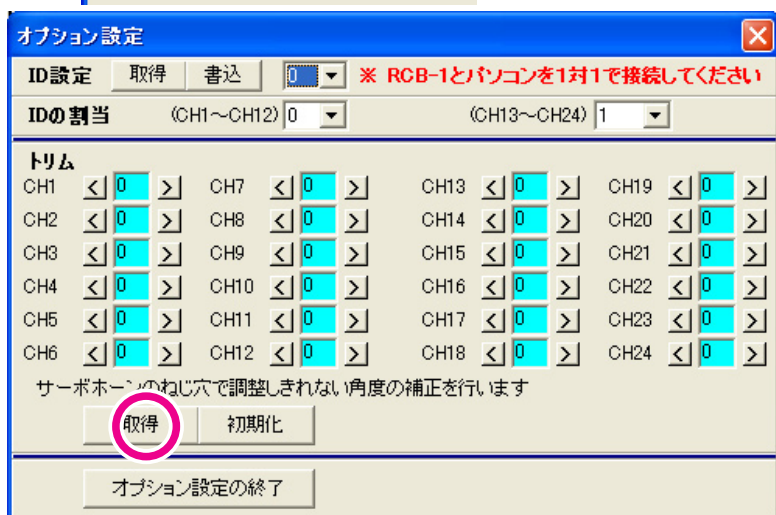 オプション設定
ID設定 取得 書込 0 ※ RCB-1とパソコンを1対1で接続してください
IDの割当 (CH1~CH12) 0 (CH13~CH24) 1
トリム
CH1 < 0 > CH7 < 0 > CH13 < 0 > CH19 < 0 >
CH2 < 0 > CH8 < 0 > CH14 < 0 > CH20 < 0 >
CH3 < 0 > CH9 < 0 > CH15 < 0 > CH21 < 0 >
CH4 < 0 > CH10 < 0 > CH16 < 0 > CH22 < 0 >
CH5 < 0 > CH11 < 0 > CH17 < 0 > CH23 < 0 >
CH6 < 0 > CH12 < 0 > CH18 < 0 > CH24 < 0 >
サーボホーンのねじ穴で調整しきれない角度の補正を行います
取得 初期化
オプション設定の終了